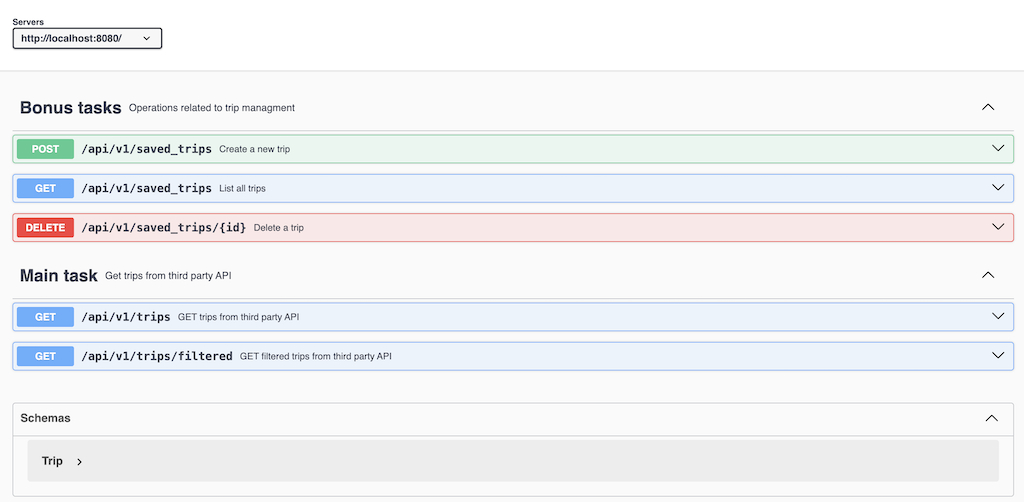 Servers
http://localhost:8080/
Bonus tasks Operations related to trip managment
POST /api/v1/saved_trips Create a new trip
GET /api/v1/saved_trips List all trips
DELETE /api/v1/saved_trips/{id} Delete a trip
Main task Get trips from third party API
GET /api/v1/trips GET trips from third party API
GET /api/v1/trips/filtered GET filtered trips from third party API
Schemas
Trip